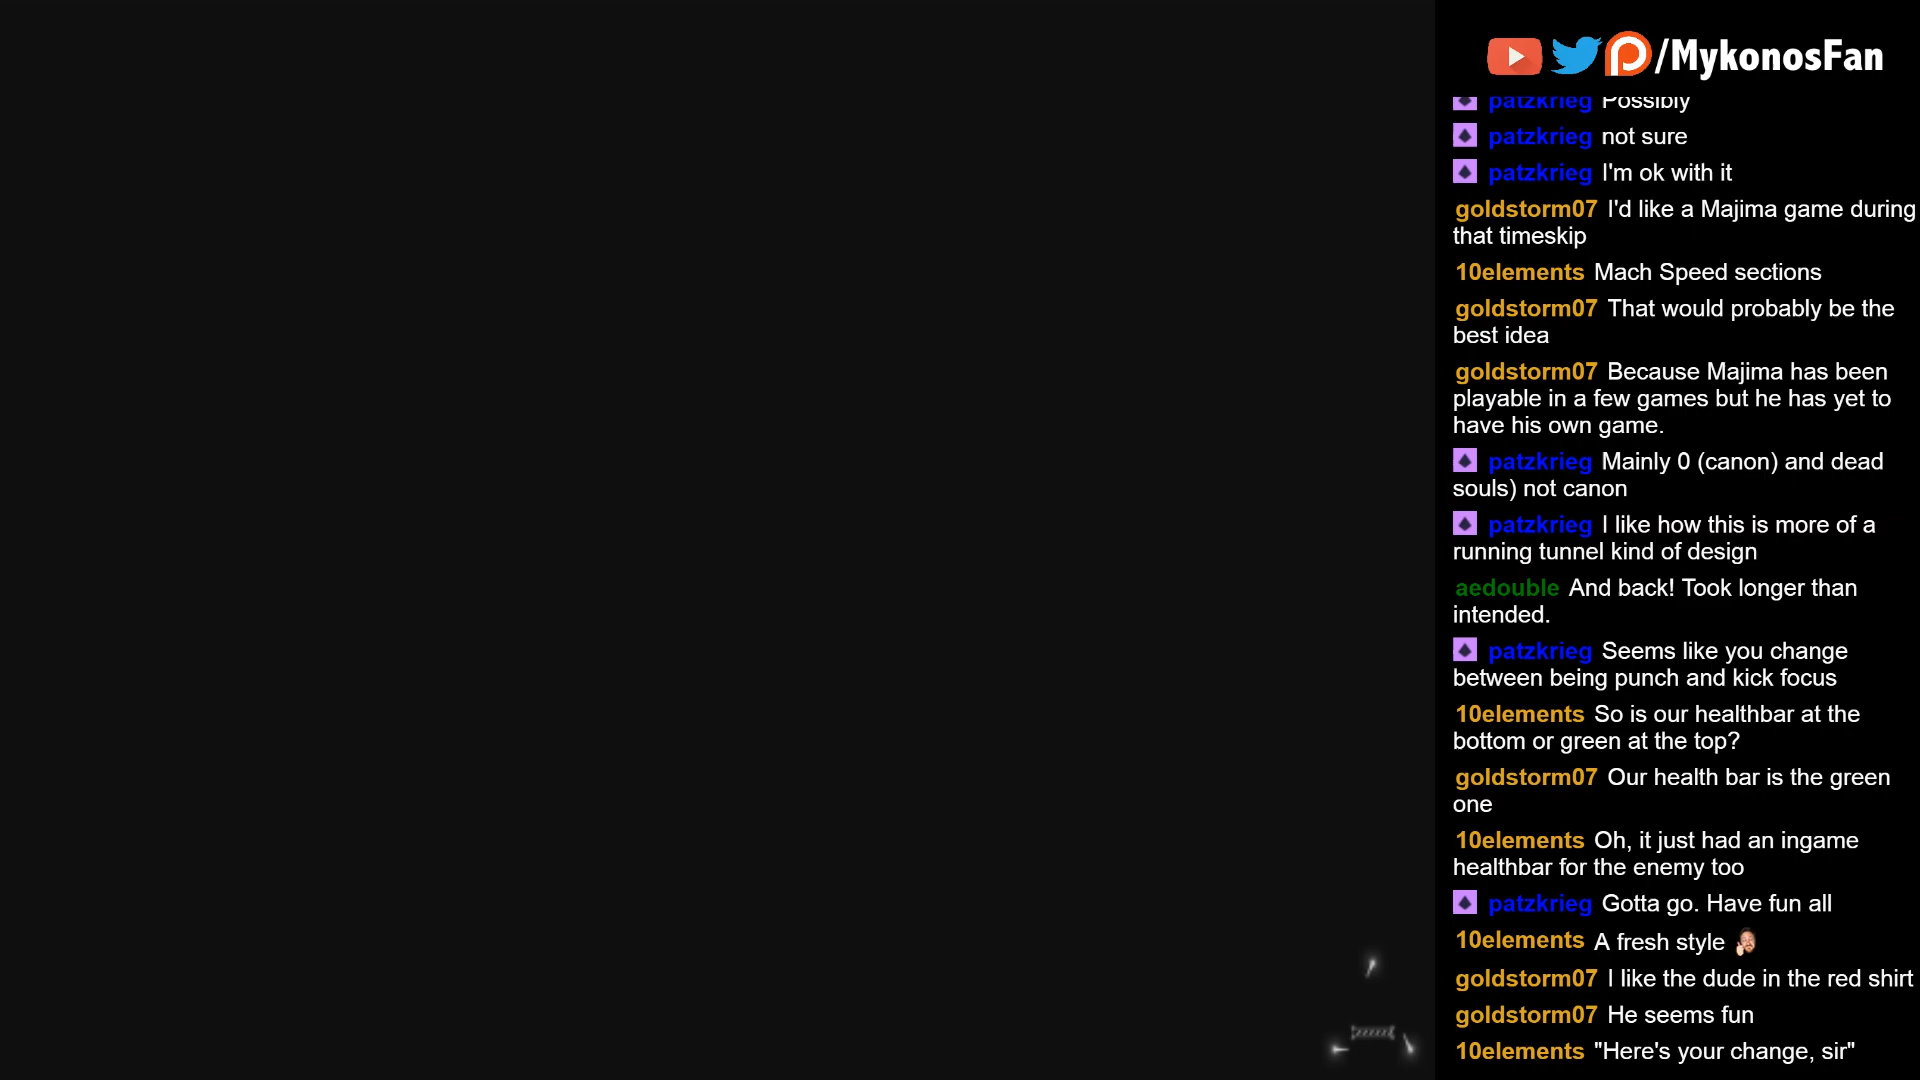 /MykonosFan
patzkrieg Possibly
patzkrieg not sure
patzkrieg I'm ok with it
goldstorm07 I'd like a Majima game during
that timeskip
10elements Mach Speed sections
goldstorm07 That would probably be the
best idea
goldstorm07 Because Majima has been
playable in a few games but he has yet to
have his own game.
patzkrieg Mainly 0 (canon) and dead
souls) not canon
patzkrieg I like how this is more of a
running tunnel kind of design
aedouble And back! Took longer than
intended.
patzkrieg Seems like you change
between being punch and kick focus
10elements So is our healthbar at the
bottom or green at the top?
goldstorm07 Our health bar is the green
one
10elements Oh, it just had an ingame
healthbar for the enemy too
patzkrieg Gotta go. Have fun all
10elements A fresh style
goldstorm07 I like the dude in the red shirt
goldstorm07 He seems fun
10elements "Here's your change, sir"